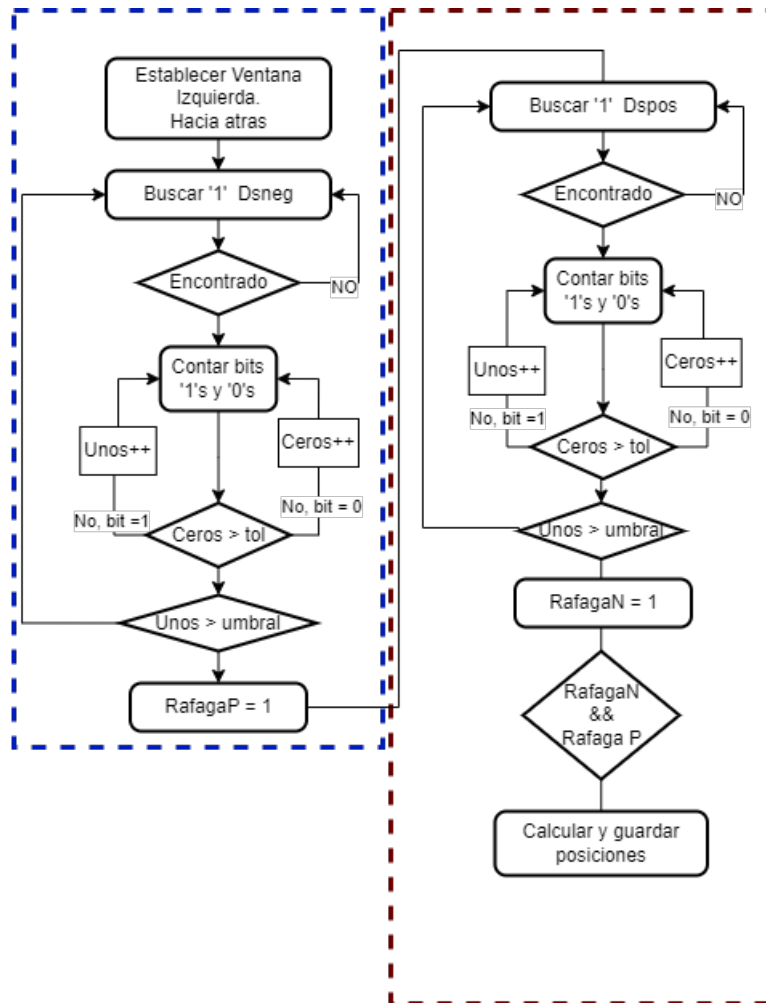 Establecer Ventana
Izquierda.
Hacia atras
Buscar '1' Dsneg
Encontrado
NO
Contar bits
'1's y '0's
Unos++
Ceros++
No, bit =1
No, bit = 0
Ceros > tol
Unos > umbral
RafagaP = 1
Buscar '1' Dspos
Encontrado
NO
Contar bits
'1's y '0's
Unos++
Ceros++
No, bit =1
No, bit = 0
Ceros > tol
Unos > umbral
RafagaN = 1
RafagaN
&&
Rafaga P
Calcular y guardar
posiciones